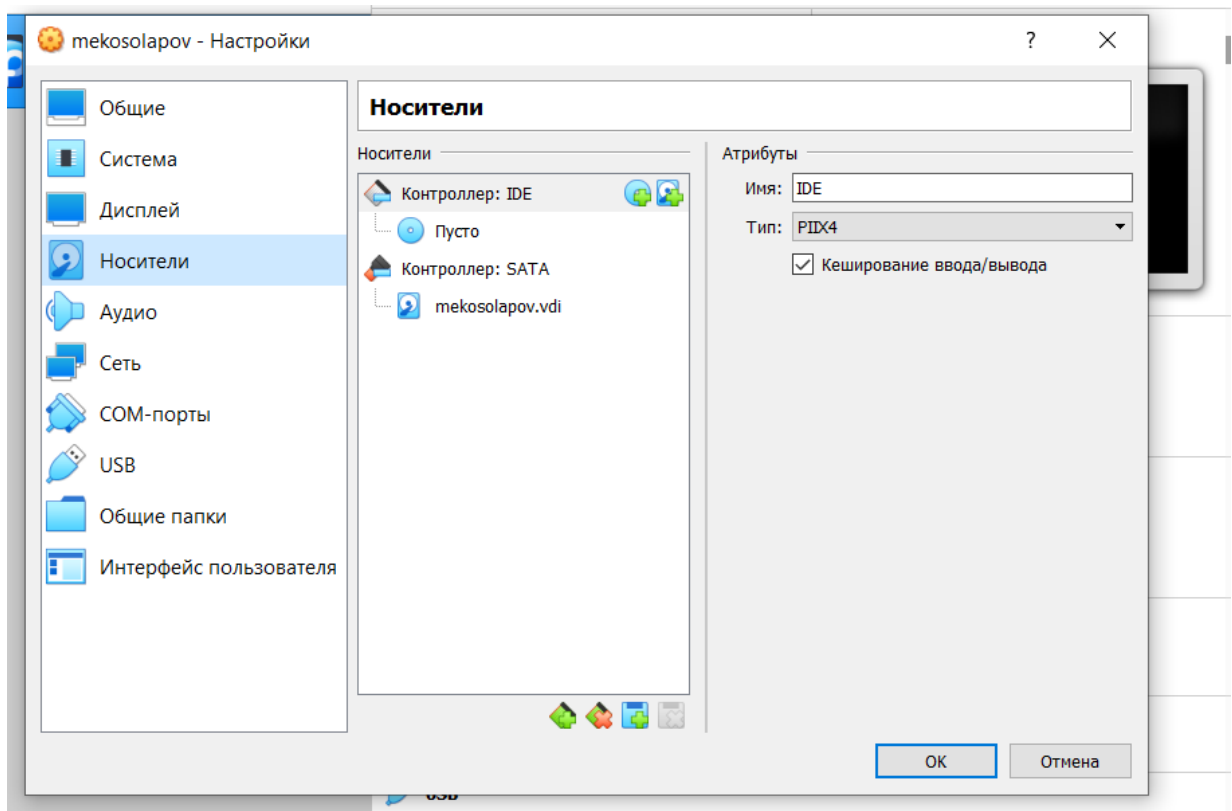 mekosolapov - Настройки
?
Общие
Система
Дисплей
Носители
Аудио
Сеть
COM-порты
USB
Общие папки
Интерфейс пользователя
Носители
Носители
Контроллер: IDE
Пусто
Контроллер: SATA
mekosolapov.vdi
Атрибуты
Имя: IDE
Тип: PIIX4
Кеширование ввода/вывода
OK
Отмена
USB